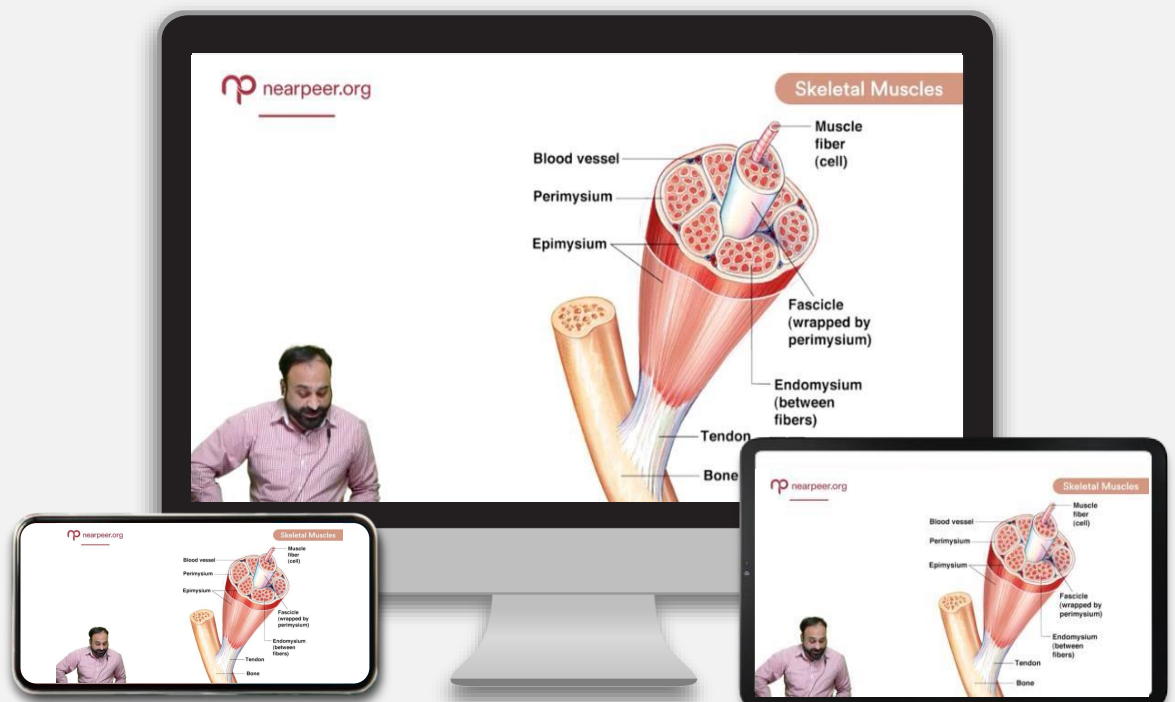 nearpeer.org
Skeletal Muscles
Muscle
fiber
(cell)
Blood vessel
Perimysium
Epimysium
Fascicle
(wrapped by
perimysium)
Endomysium
(between
fibers)
Tendon
Bone
nearpeer.org
Skeletal Muscles
Muscle
fiber
(cell)
Blood vessel
Perimysium
Epimysium
Fascicle
(wrapped by
perimysium)
Endomysium
(between
fibers)
Tendon
Bone
nearpeer.org
Skeletal Muscles
Muscle
fiber
(cell)
Blood vessel
Perimysium
Epimysium
Fascicle
(wrapped by
perimysium)
Endomysium
(between
fibers)
Tendon
Bone